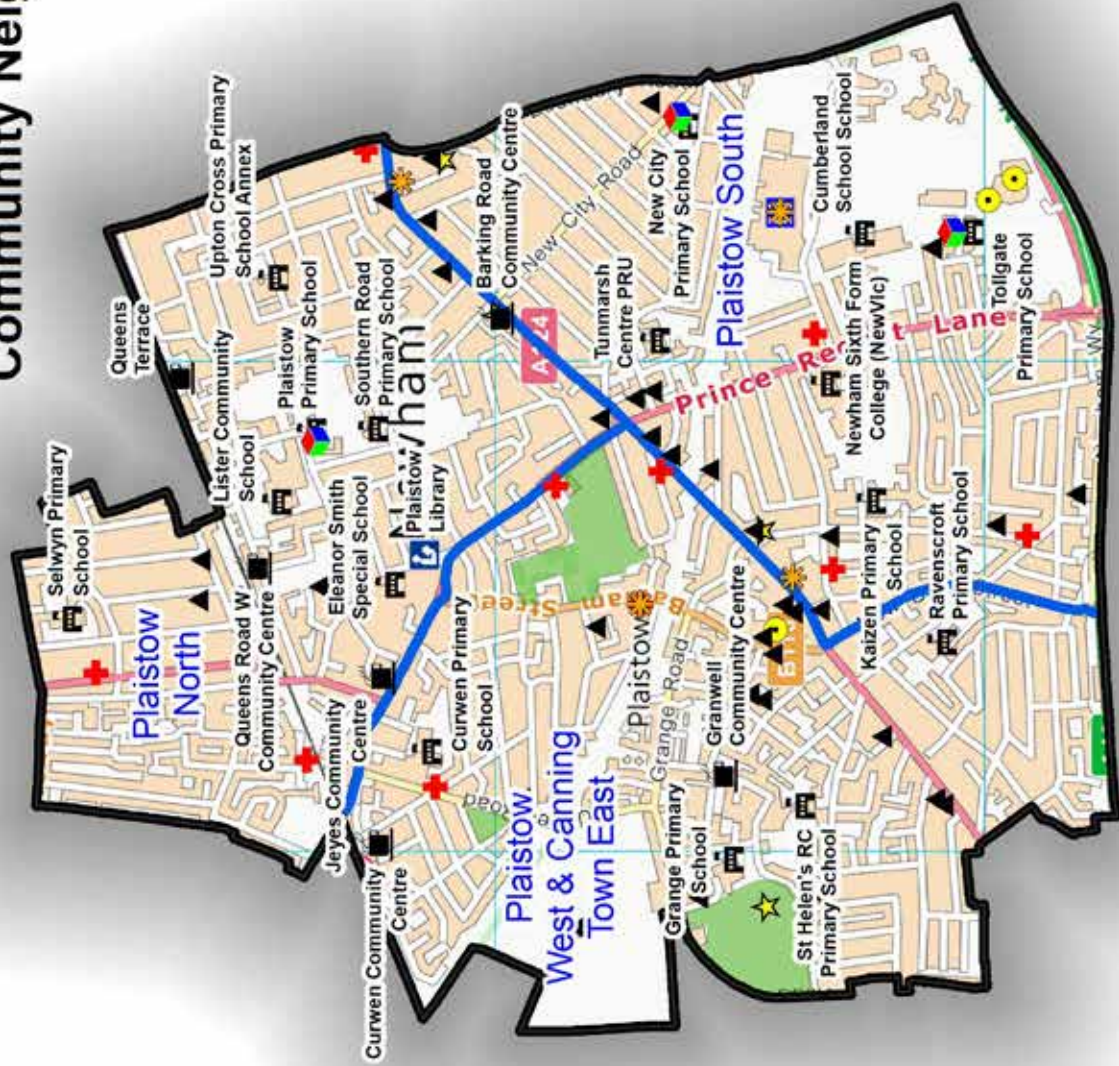 Community Neig
Selwyn Primary
School
Plaistow
North
Queens
Terrace
Upton Cross Primary
School Annex
Lister Community
School
Plaistow
Primary School
Southern Road
Primary School
Queens Road W
Community Centre
Eleanor Smith
Special School
Newham
Plaistow
Library
Jeyes Community
Centre
Curwen Primary
School
Curwen Community
Centre
Road
Barking Road
Community Centre
New City Road
A124
New City
Primary School
Plaistow South
Tunmarsh
Centre PRU
Prince Regent Lane
Cumberland
School School
Newham Sixth Form
College (NewVic)
Tollgate
Primary School
Plaistow
West & Canning
Town East
Plaistow
Grange Road
Barham Street
Granwell
Community Centre
Grange Primary
School
St Helen's RC
Primary School
Kaizen Primary
School
Ravenscroft
Primary School